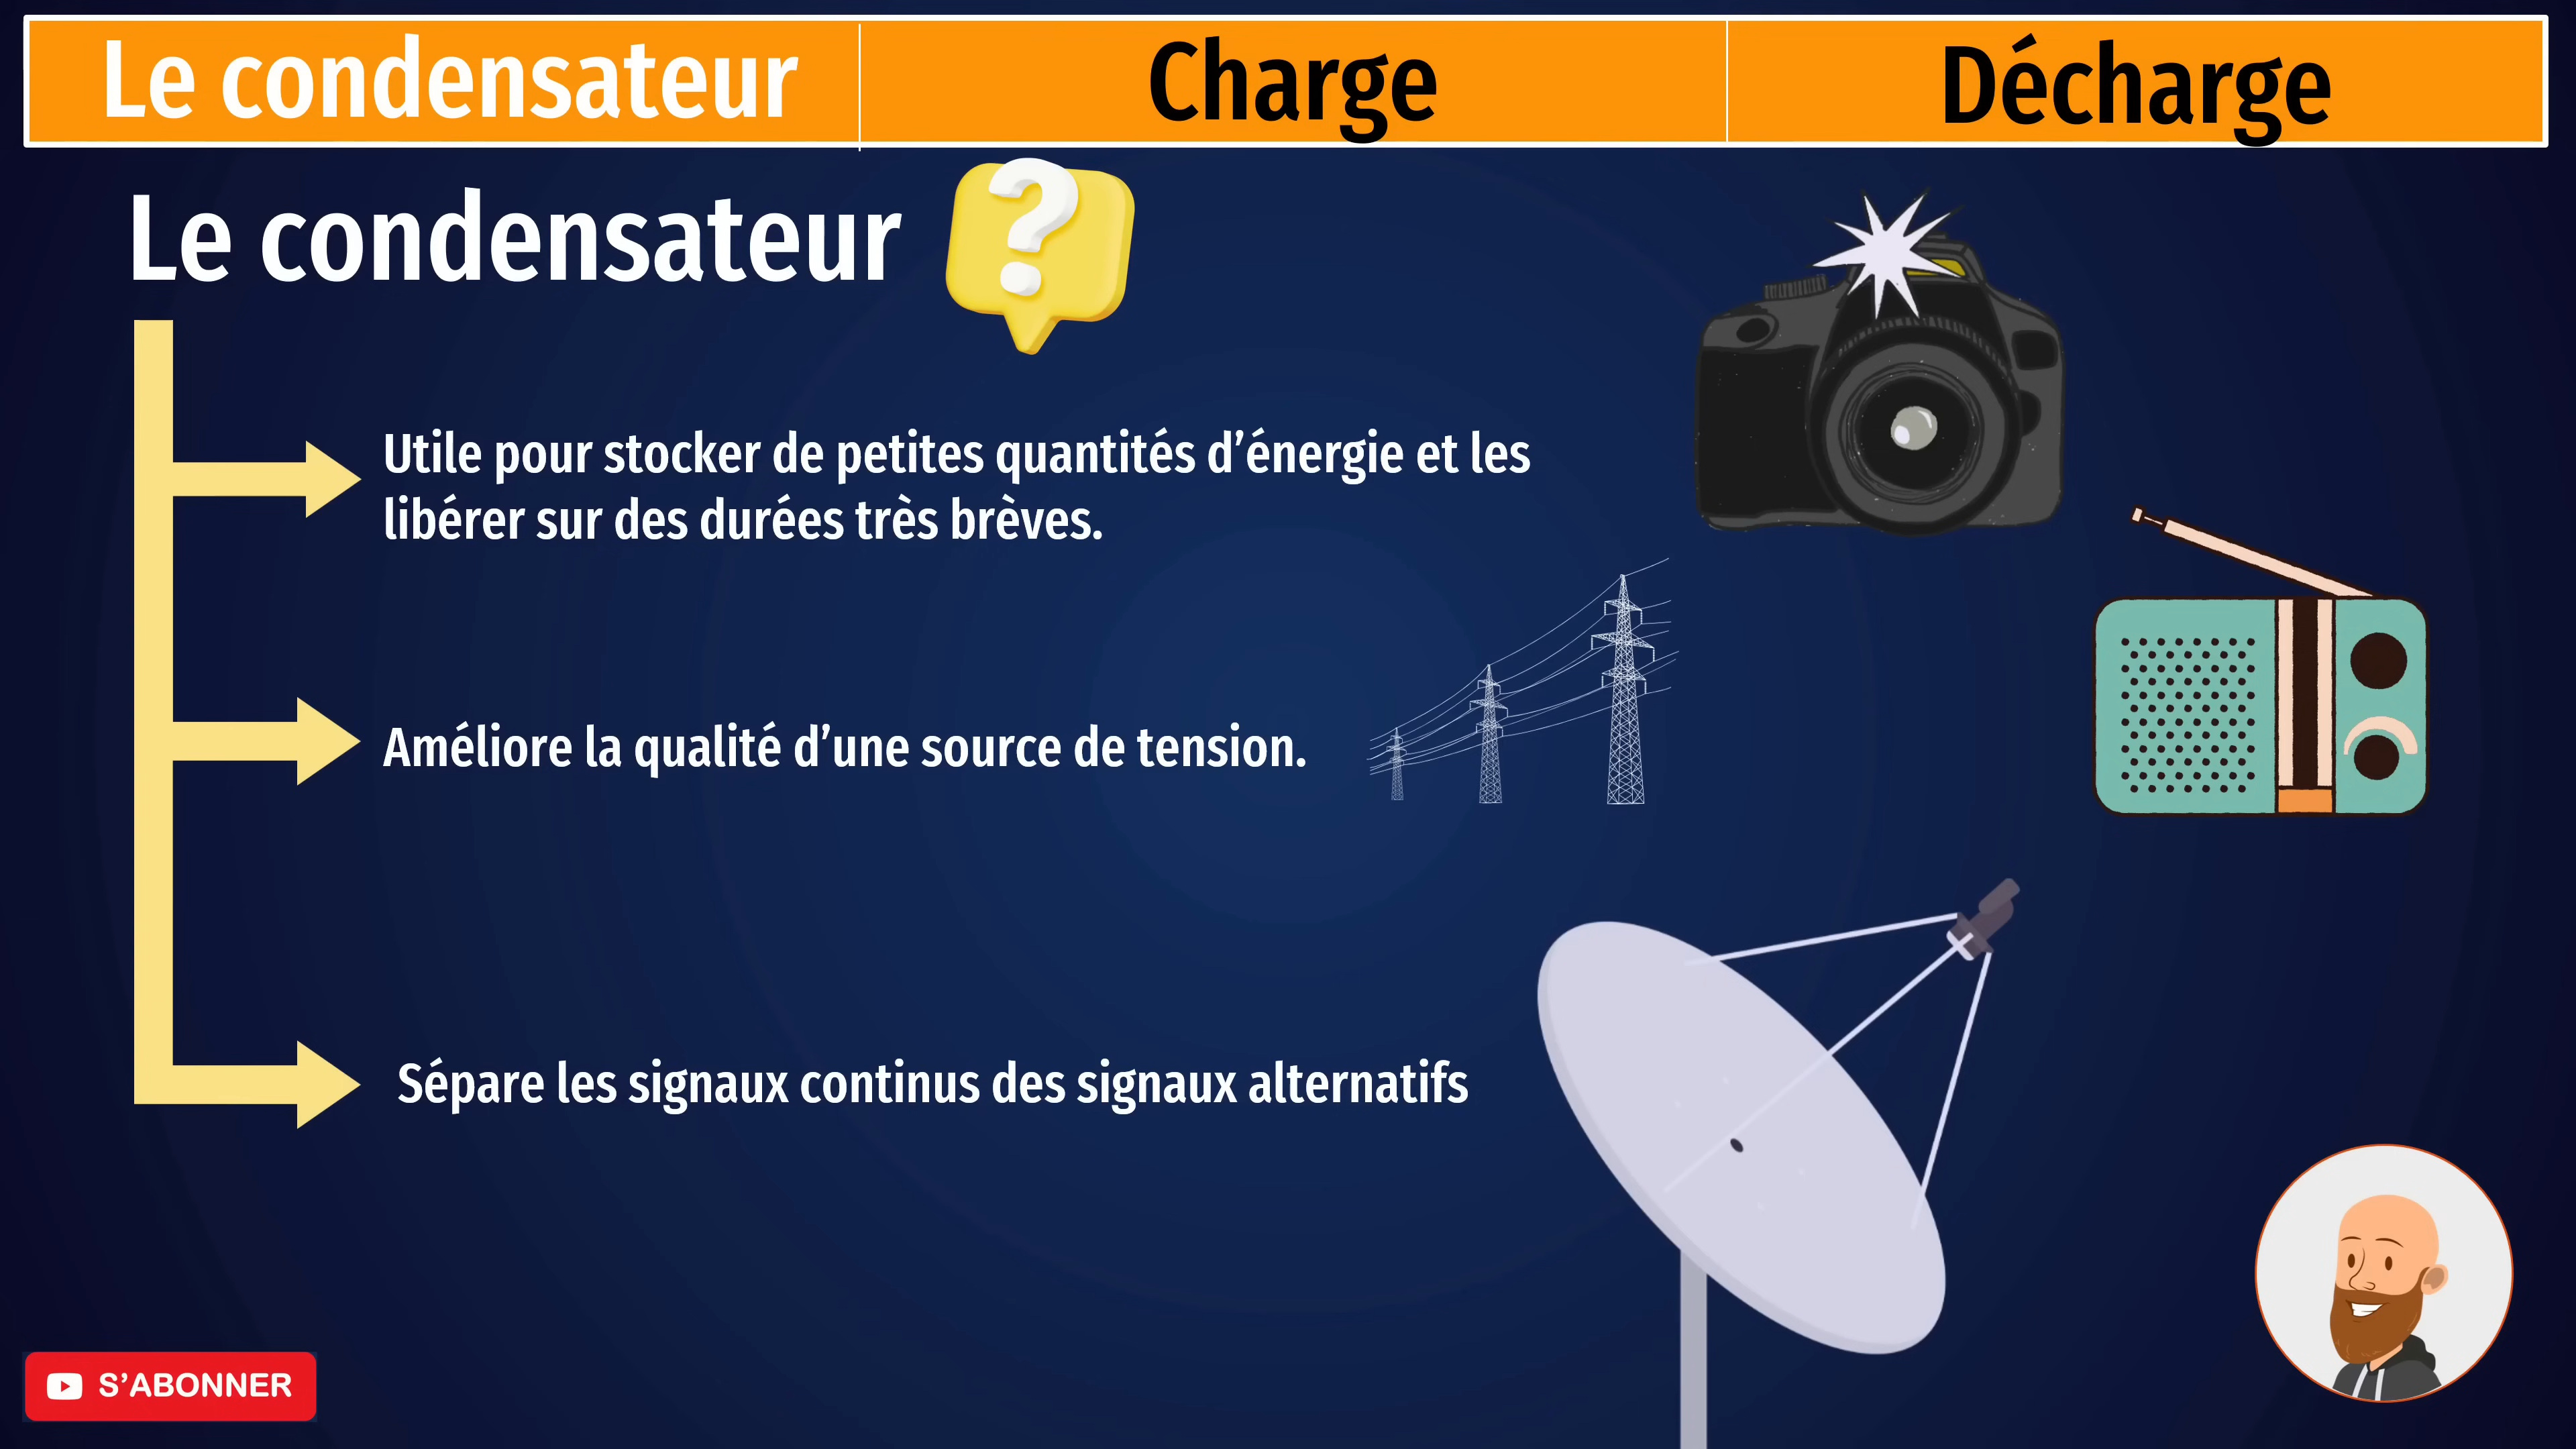 Le condensateur
Charge
Décharge
Le condensateur
?
Utile pour stocker de petites quantités d’énergie et les
libérer sur des durées très brèves.
Améliore la qualité d’une source de tension.
Sépare les signaux continus des signaux alternatifs
S’ABONNER